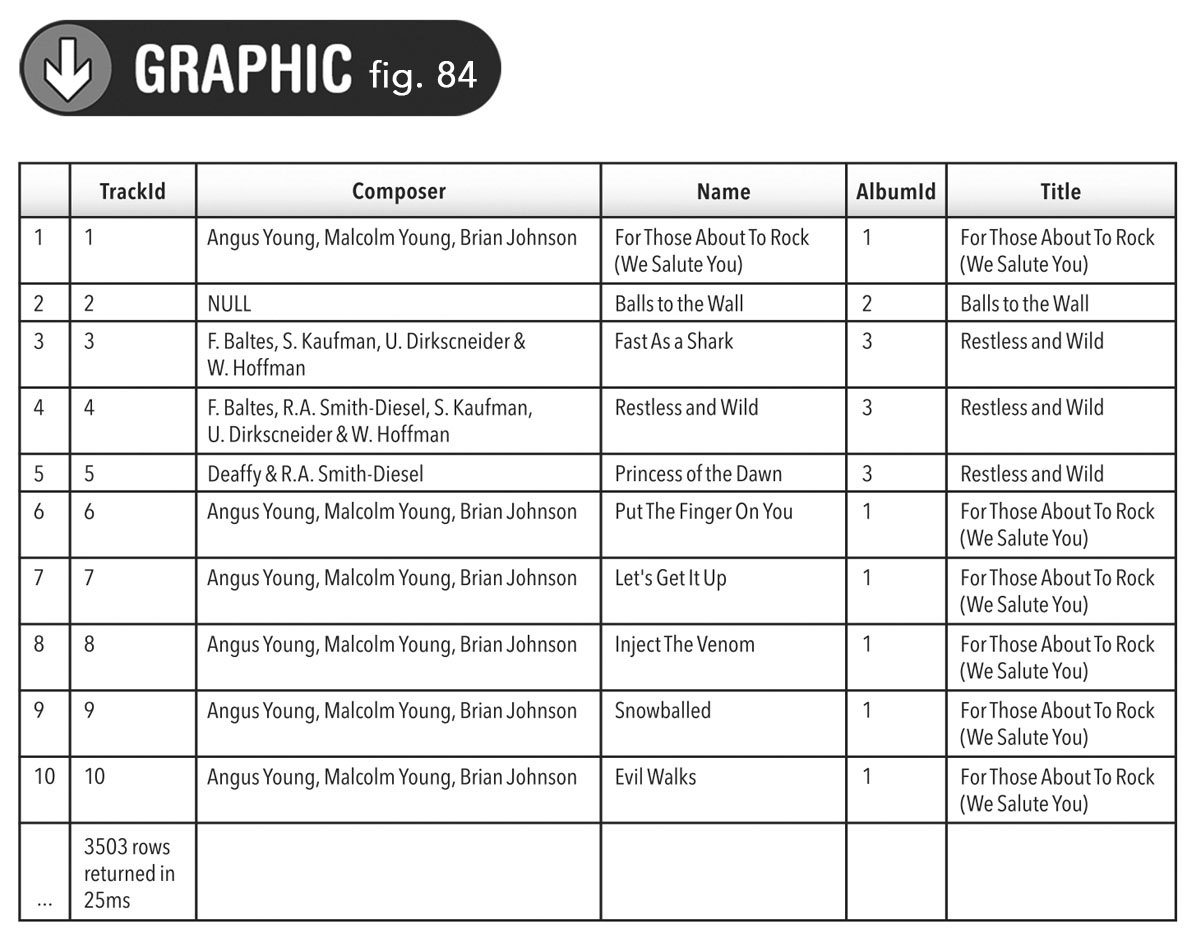 GRAPHIC fig. 84
TrackId Composer Name AlbumId Title
1 1 Angus Young, Malcolm Young, Brian Johnson For Those About To Rock 1 For Those About To Rock
(We Salute You) (We Salute You)
2 2 NULL Balls to the Wall 2 Balls to the Wall
3 3 F. Baltes, S. Kaufman, U. Dirkscneider & Fast As a Shark 3 Restless and Wild
W. Hoffman
4 4 F. Baltes, R.A. Smith-Diesel, S. Kaufman, Restless and Wild 3 Restless and Wild
U. Dirkscneider & W. Hoffman
5 5 Deaffy & R.A. Smith-Diesel Princess of the Dawn 3 Restless and Wild
6 6 Angus Young, Malcolm Young, Brian Johnson Put The Finger On You 1 For Those About To Rock
(We Salute You)
7 7 Angus Young, Malcolm Young, Brian Johnson Let's Get It Up 1 For Those About To Rock
(We Salute You)
8 8 Angus Young, Malcolm Young, Brian Johnson Inject The Venom 1 For Those About To Rock
(We Salute You)
9 9 Angus Young, Malcolm Young, Brian Johnson Snowballed 1 For Those About To Rock
(We Salute You)
10 10 Angus Young, Malcolm Young, Brian Johnson Evil Walks 1 For Those About To Rock
(We Salute You)
3503 rows
returned in
... 25ms